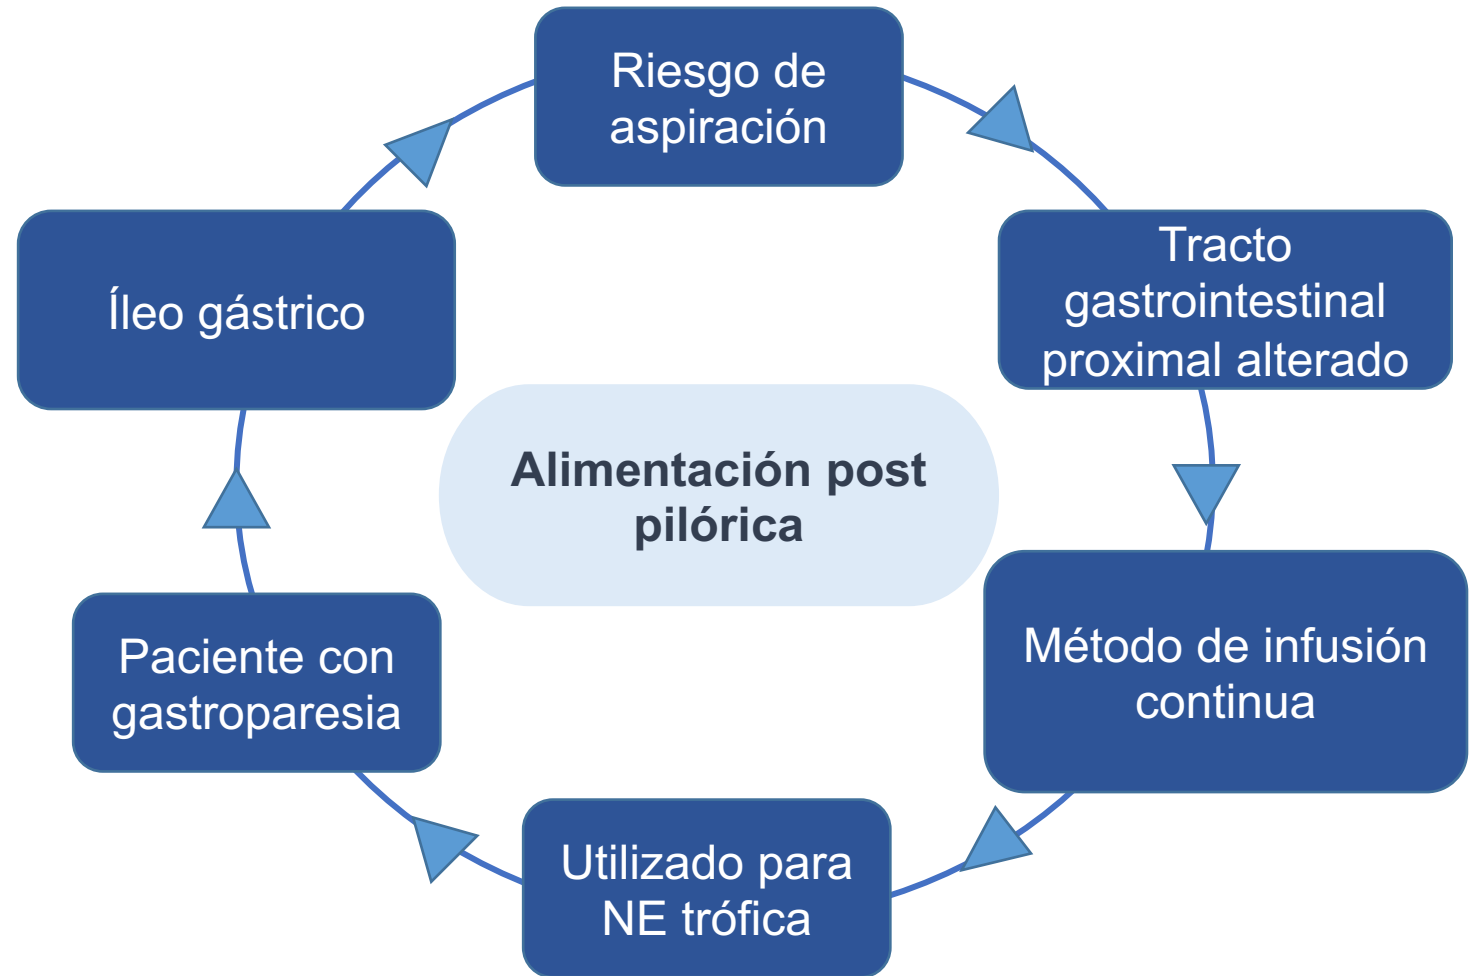 Riesgo de
aspiración
Tracto
gastrointestinal
proximal alterado
Íleo gástrico
Alimentación post
pilórica
Método de infusión
continua
Paciente con
gastroparesia
Utilizado para
NE trófica